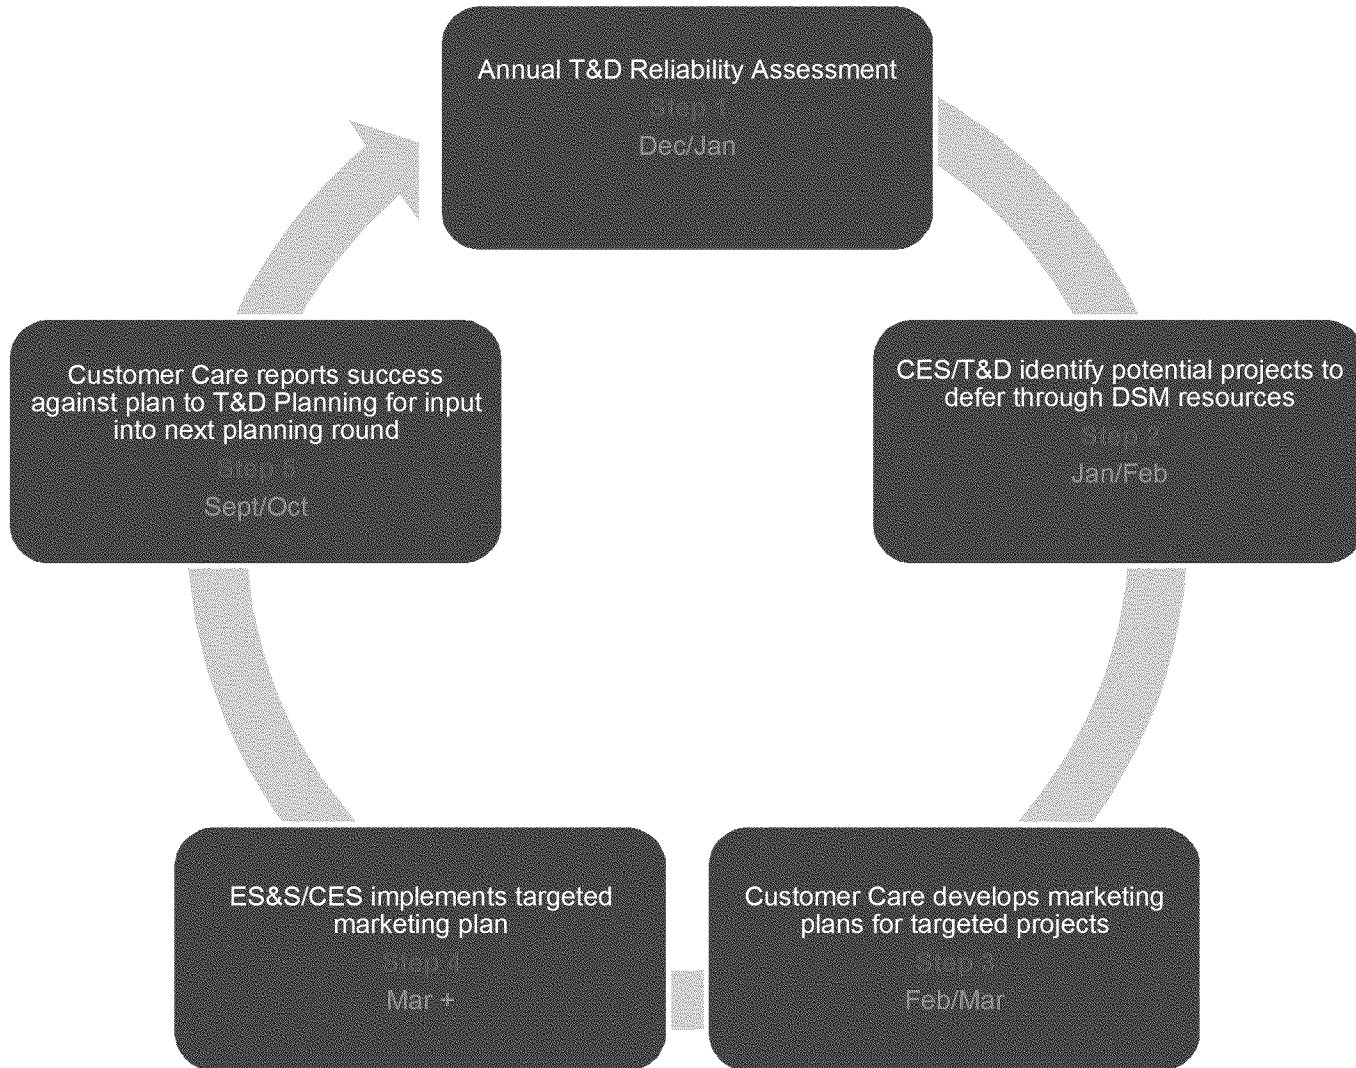 Annual T&D Reliability Assessment
Step 1
Dec/Jan
CES/T&D identify potential projects to
defer through DSM resources
Step 2
Jan/Feb
Customer Care develops marketing
plans for targeted projects
Step 3
Feb/Mar
ES&S/CES implements targeted
marketing plan
Step 4
Mar +
Customer Care reports success
against plan to T&D Planning for input
into next planning round
Step 5
Sept/Oct